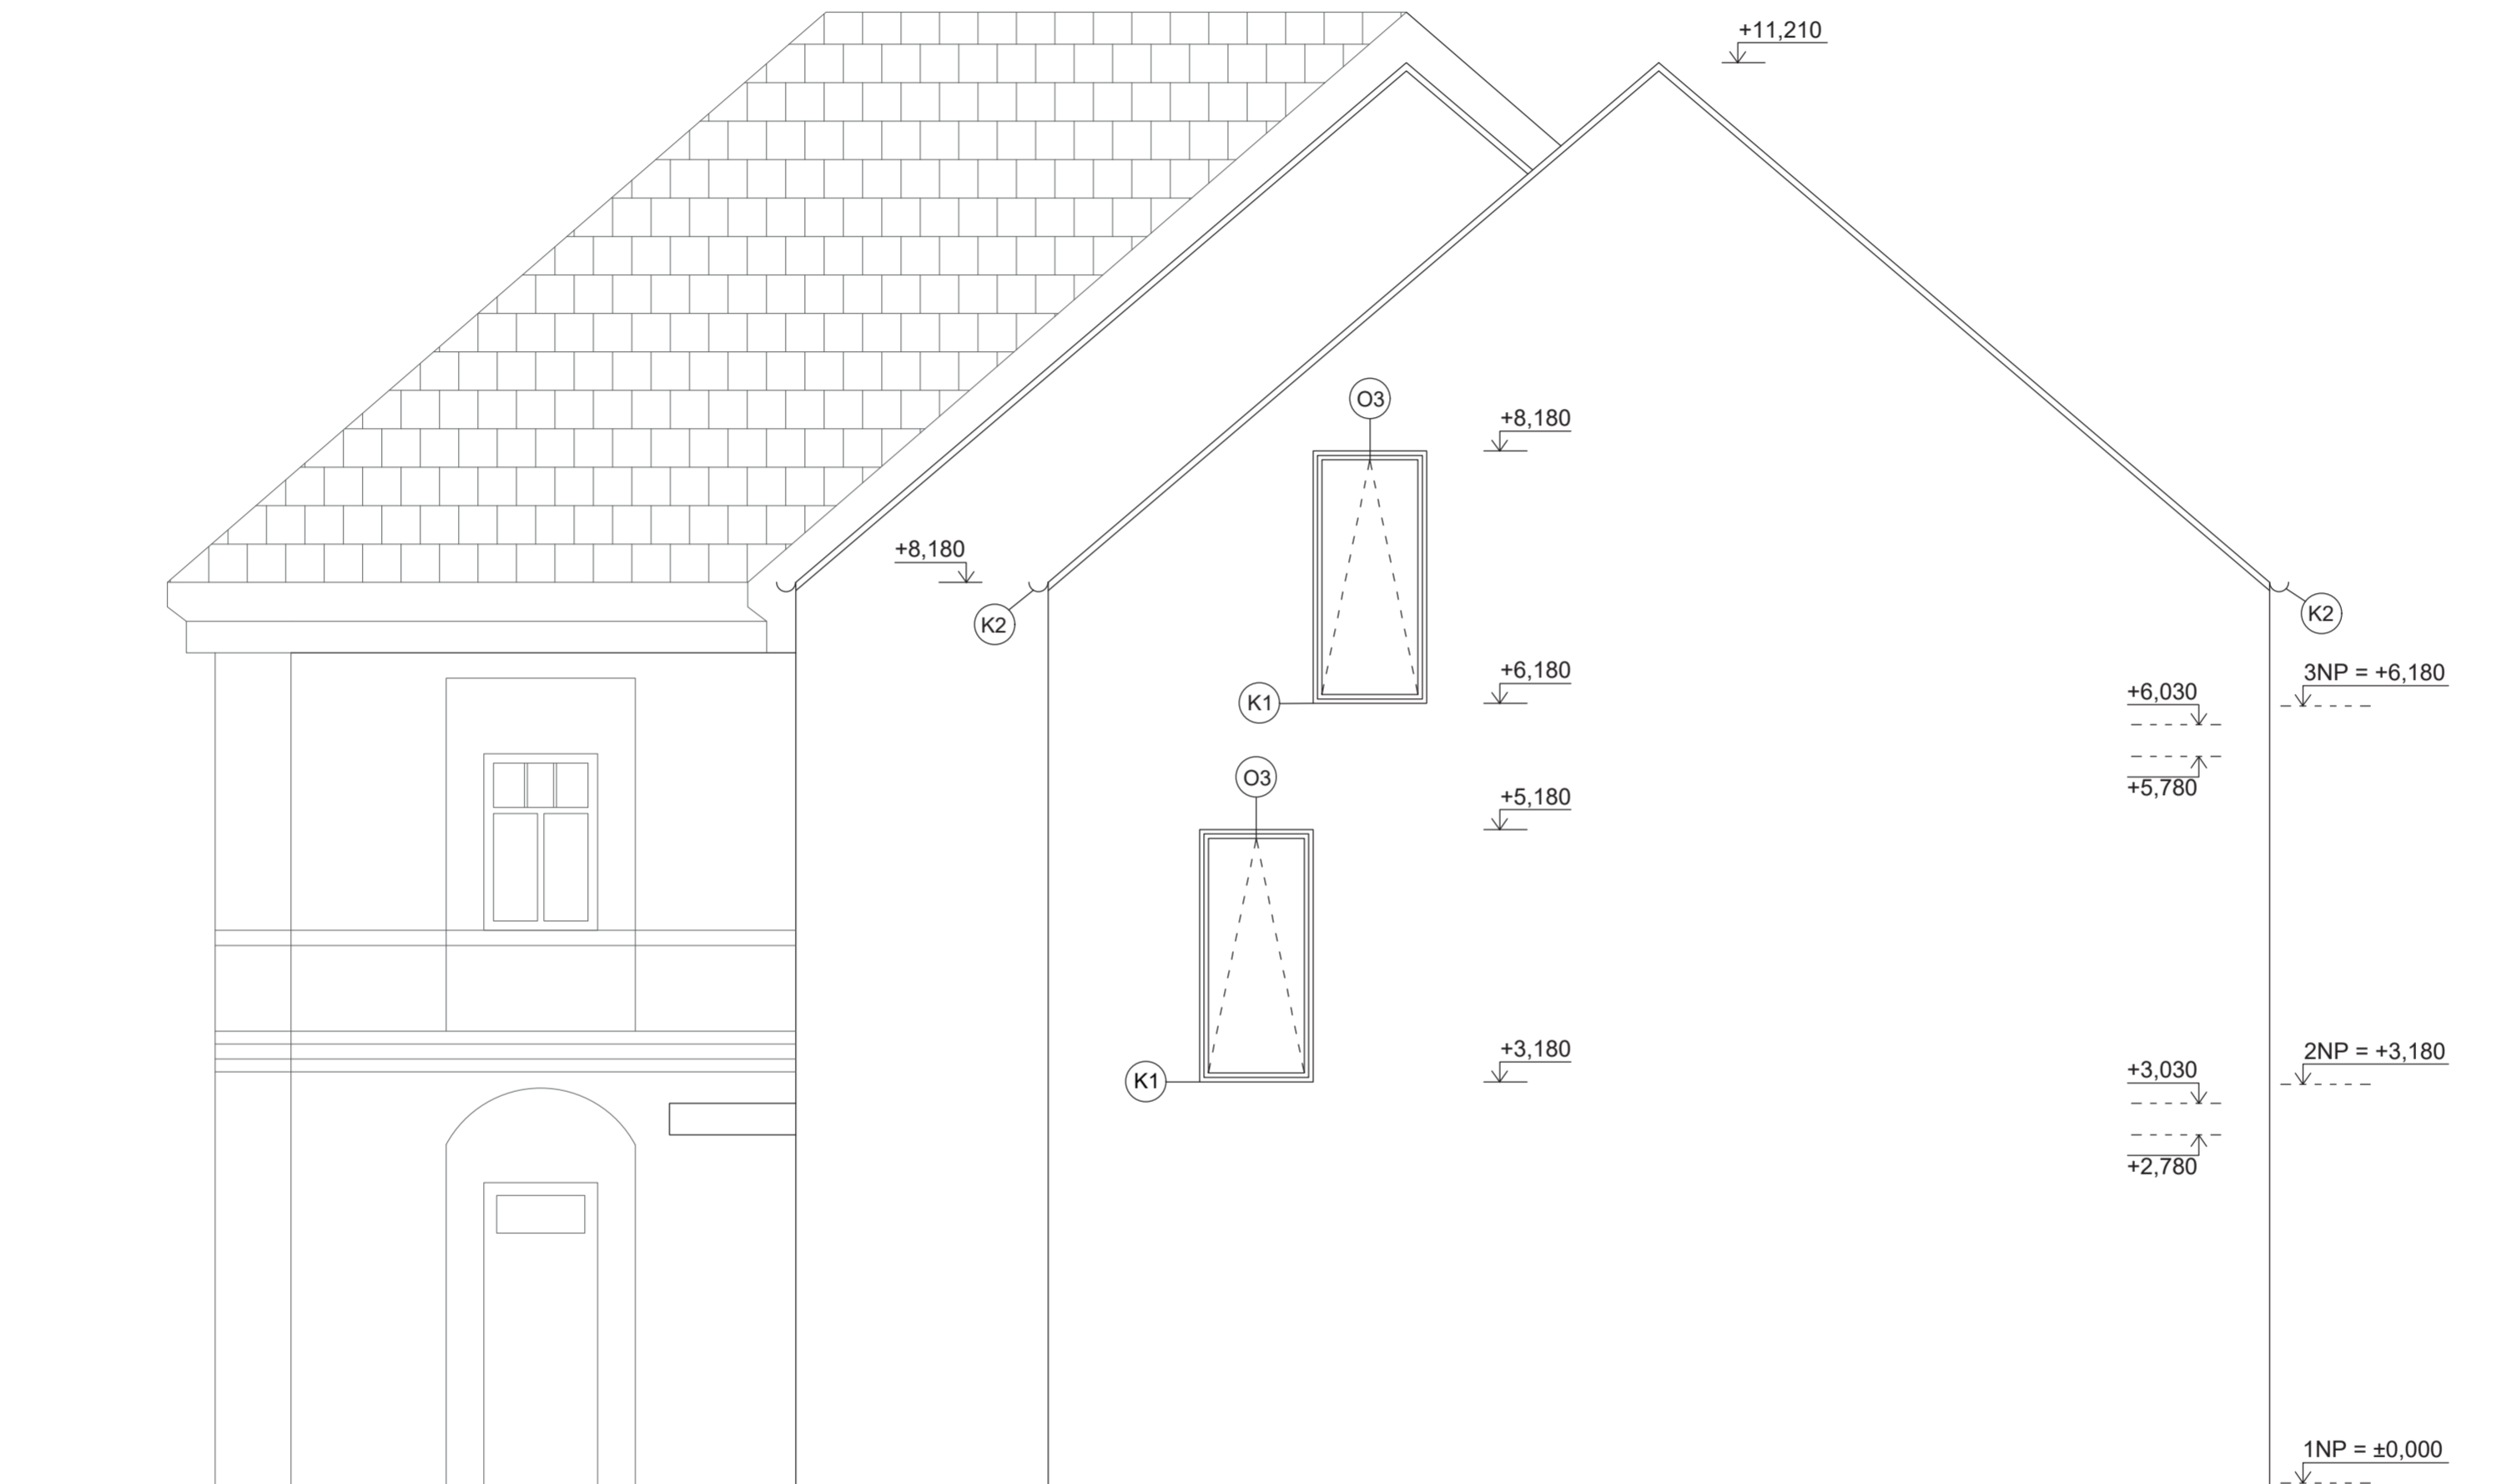 +11,210
O3
+8,180
+8,180
K2
K2
+6,180
3NP = +6,180
K1
+6,030
O3
+5,780
+5,180
+3,180
2NP = +3,180
K1
+3,030
+2,780
1NP = ±0,000